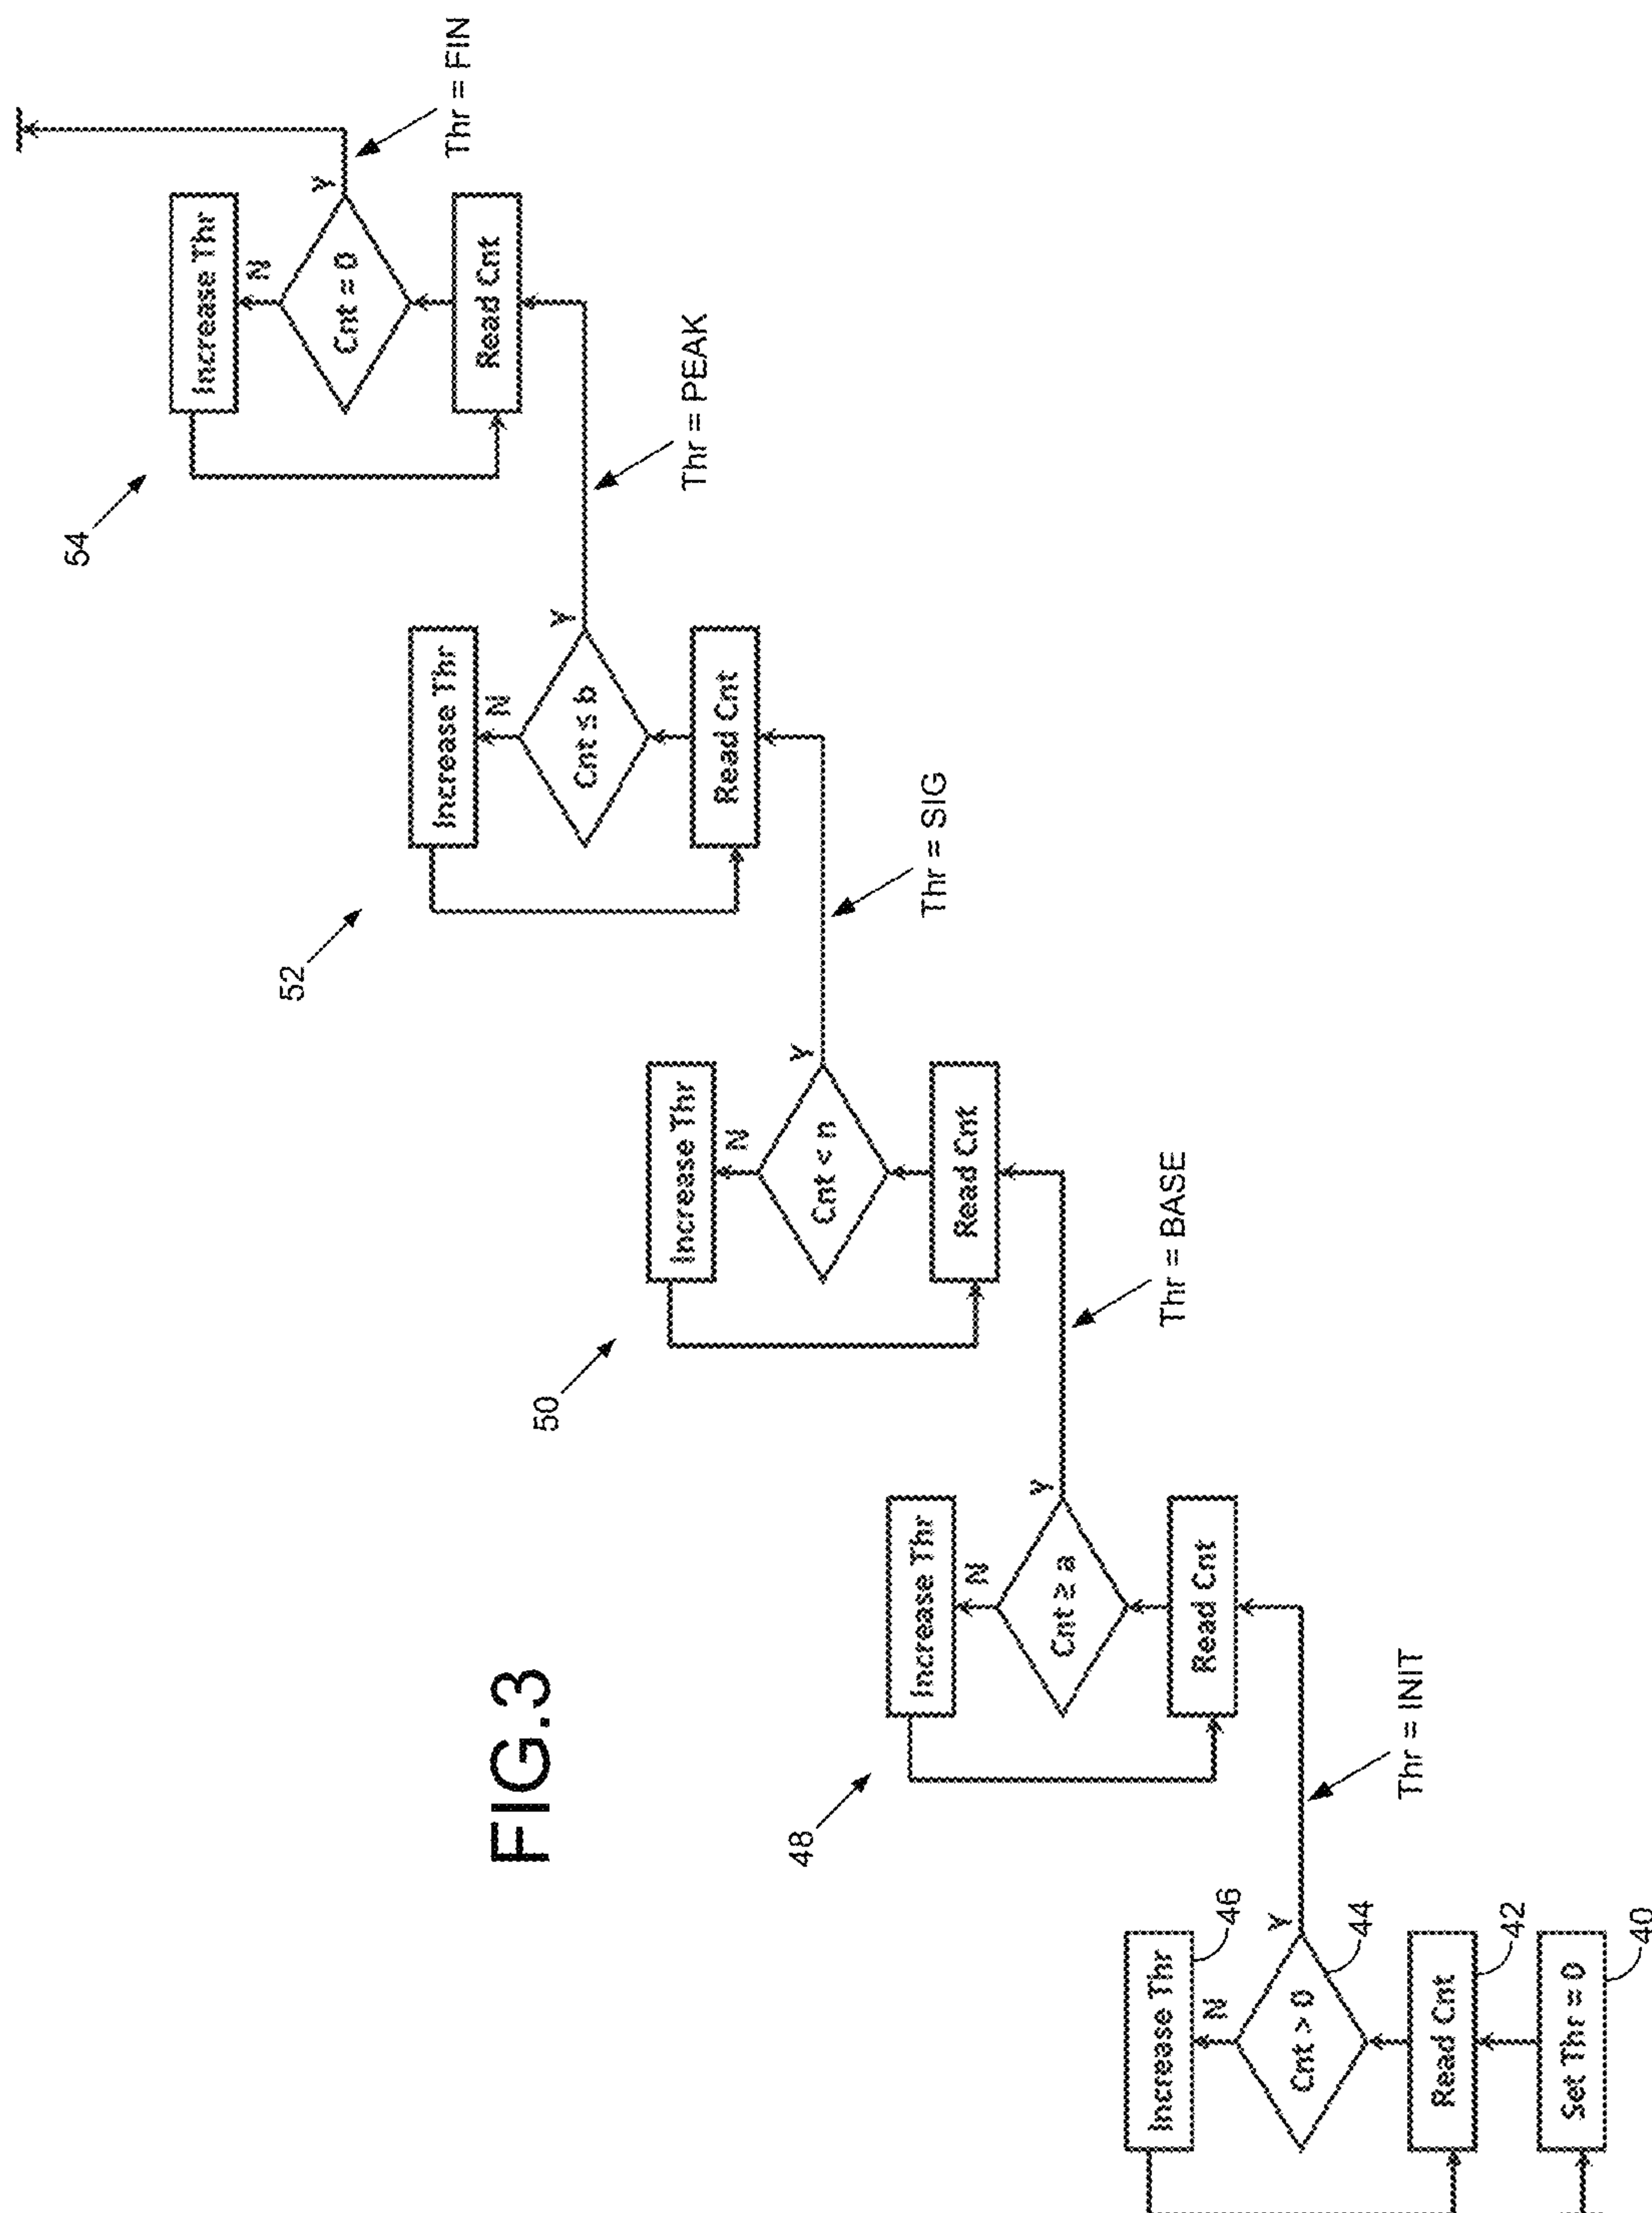 FIG.3
Increase Thr
46
N
Cnt > 0
Y
44
Read Cnt
42
Set Thr = 0
40
Thr = INIT
48
Increase Thr
N
Cnt ≥ a
Y
Read Cnt
Thr = BASE
50
Increase Thr
N
Cnt < n
Y
Read Cnt
Thr = SIG
52
Increase Thr
N
Cnt ≤ b
Y
Read Cnt
Thr = PEAK
54
Increase Thr
N
Cnt = 0
Y
Read Cnt
Thr = FIN